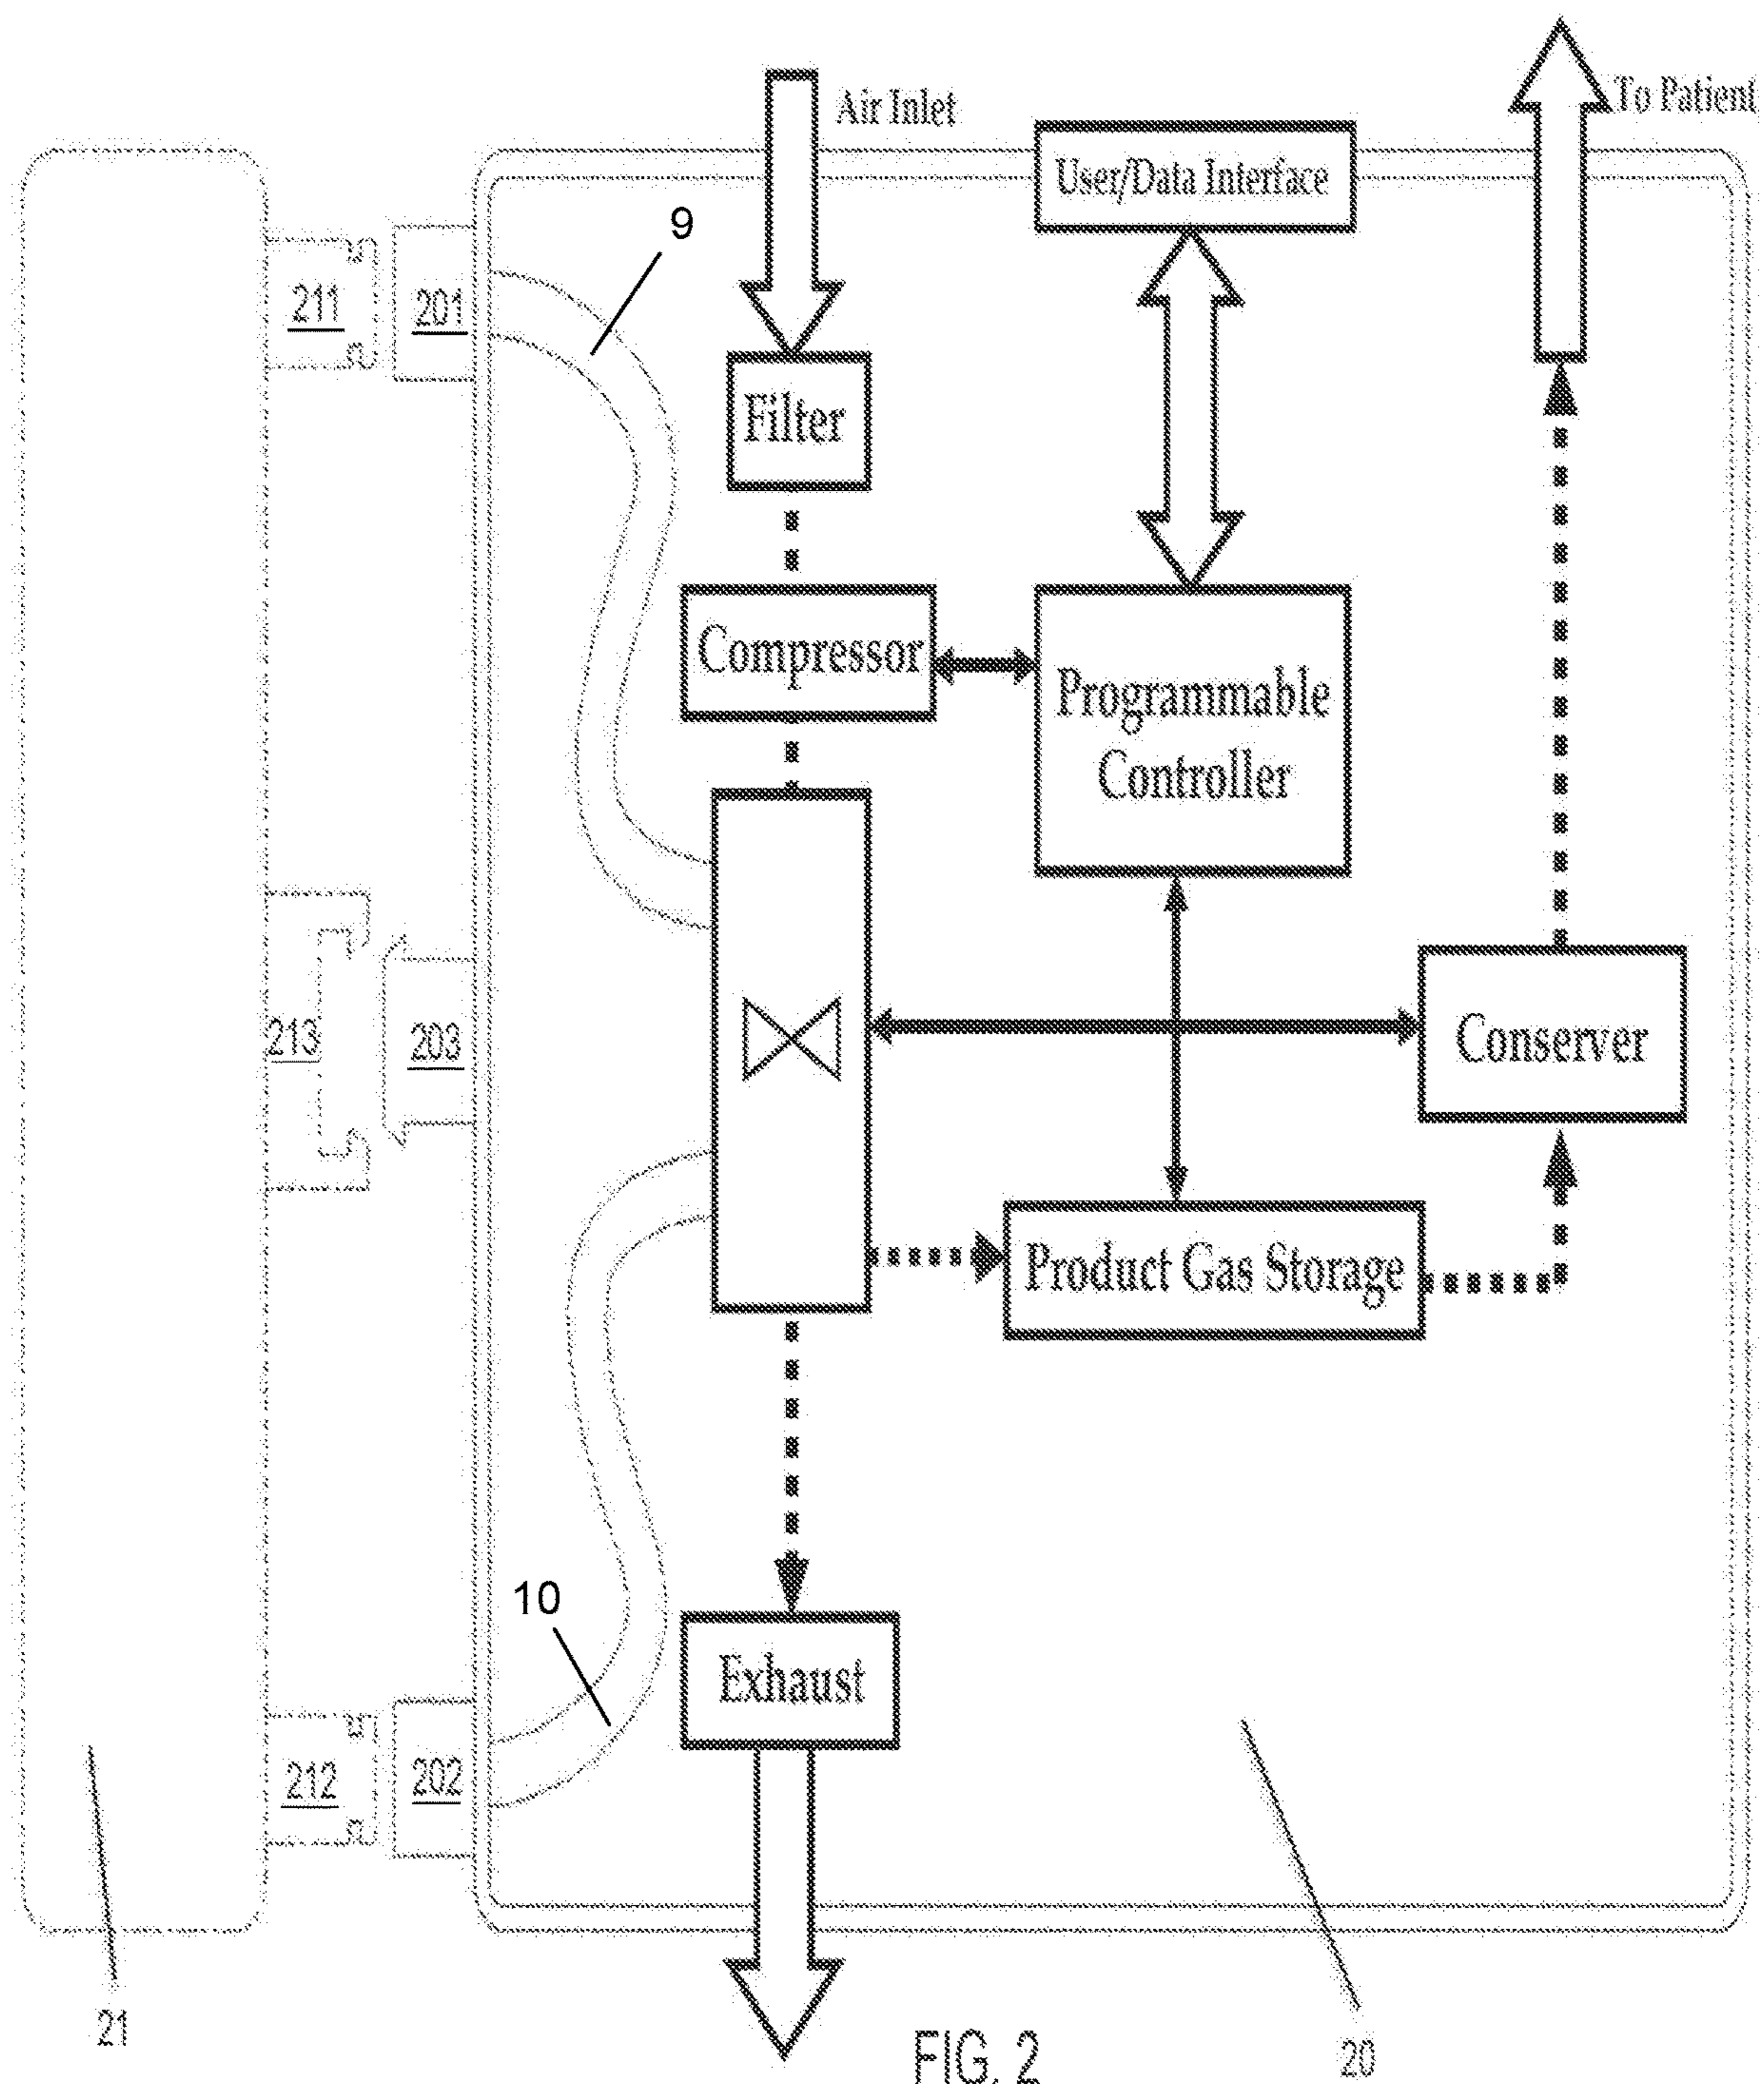 Air Inlet
To Patient
User/Data Interface
9
211
201
Filter
Compressor
Programmable
Controller
213
203
Conserver
Product Gas Storage
10
Exhaust
212
202
21
20
FIG. 2